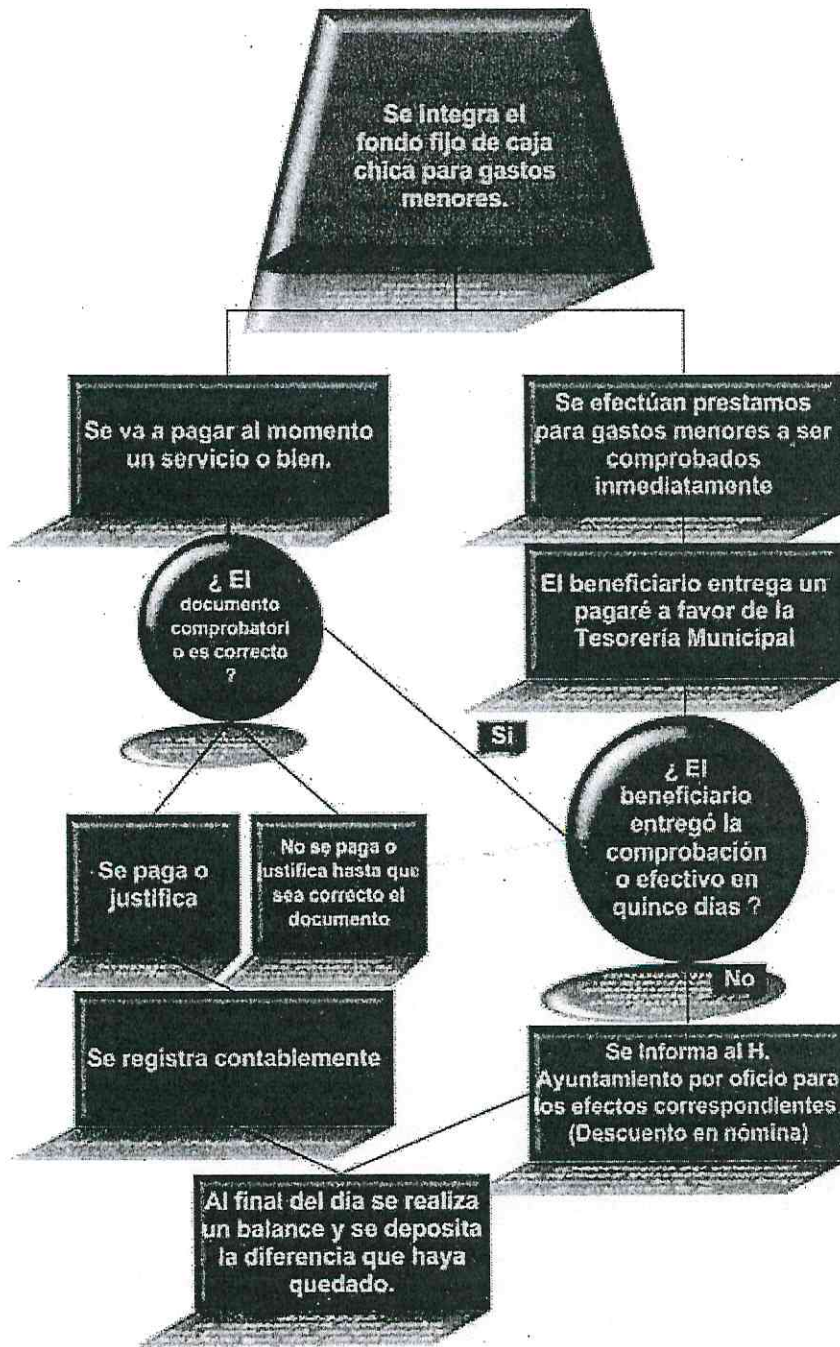 Se integra el
fondo fijo de caja
chica para gastos
menores.
Se va a pagar al momento
un servicio o bien.
Se efectúan prestamos
para gastos menores a ser
comprobados
inmediatamente
¿ El
documento
comprobatori
o es correcto
?
El beneficiario entrega un
pagaré a favor de la
Tesorería Municipal
Si
¿ El
beneficiario
entregó la
comprobación
o efectivo en
quince días ?
Se paga o
justifica
No se paga o
justifica hasta que
sea correcto el
documento
No
Se registra contablemente
Se informa al H.
Ayuntamiento por oficio para
los efectos correspondientes
(Descuento en nómina)
Al final del día se realiza
un balance y se deposita
la diferencia que haya
quedado.